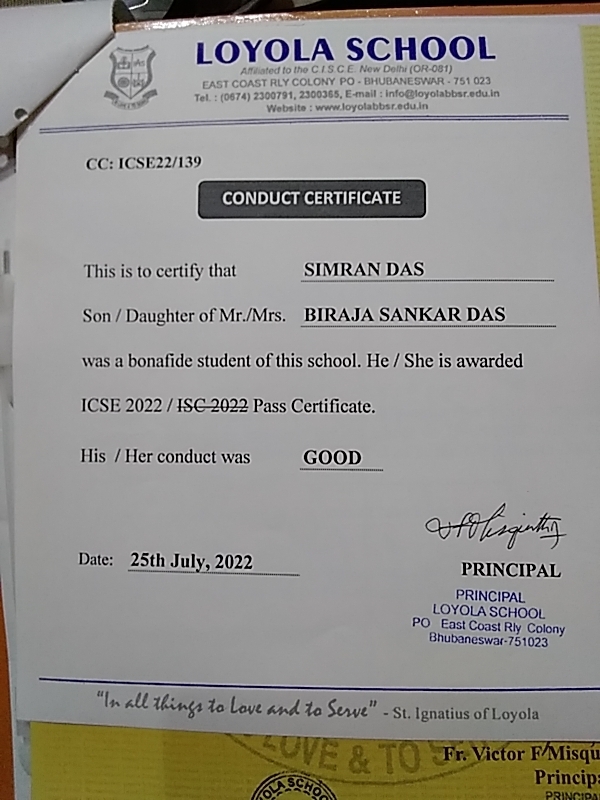 LOYOLA SCHOOL
Affiliated to the C.I.S.C.E. New Delhi (OR-081)
EAST COAST RLY COLONY PO - BHUBANESWAR - 751 023
Tel. : (0674) 2300791, 2300365, E-mail : info@loyolabbsr.edu.in
Website : www.loyolabbsr.edu.in
CC: ICSE22/139
CONDUCT CERTIFICATE
This is to certify that SIMRAN DAS
Son / Daughter of Mr./Mrs. BIRAJA SANKAR DAS
was a bonafide student of this school. He / She is awarded
ICSE 2022 / ISC 2022 Pass Certificate.
His / Her conduct was GOOD
Date: 25th July, 2022
PRINCIPAL
PRINCIPAL
LOYOLA SCHOOL
PO East Coast Rly Colony
Bhubaneswar-751023
"In all things to Love and to Serve" - St. Ignatius of Loyola
LOVE & TO
Fr. Victor F Misqu
Principa
PRINCIPA
LOYOLA SCHOO